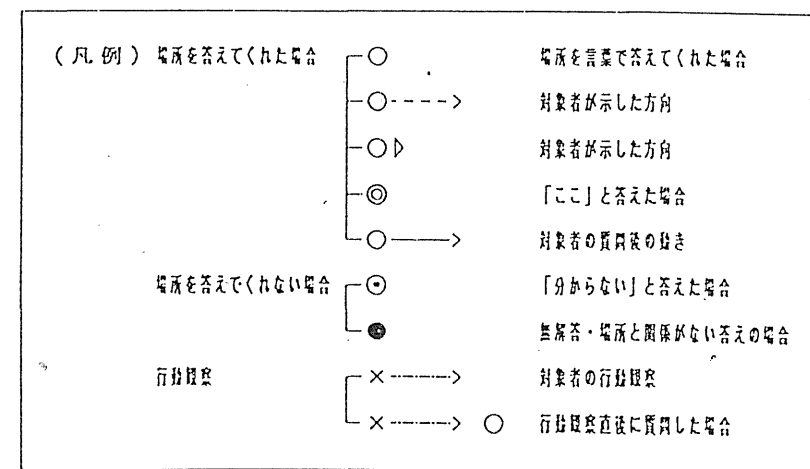 (凡例) 場所を答えてくれた場合 ○ 場所を言葉で答えてくれた場合
対象者が示した方向
対象者が示した方向
「ここ」と答えた場合
対象者の質問後の動き
場所を答えてくれない場合 「分からない」と答えた場合
無解答・場所と関係がない答えの場合
行動観察 × 対象者の行動観察
× ○ 行動観察直後に質問した場合